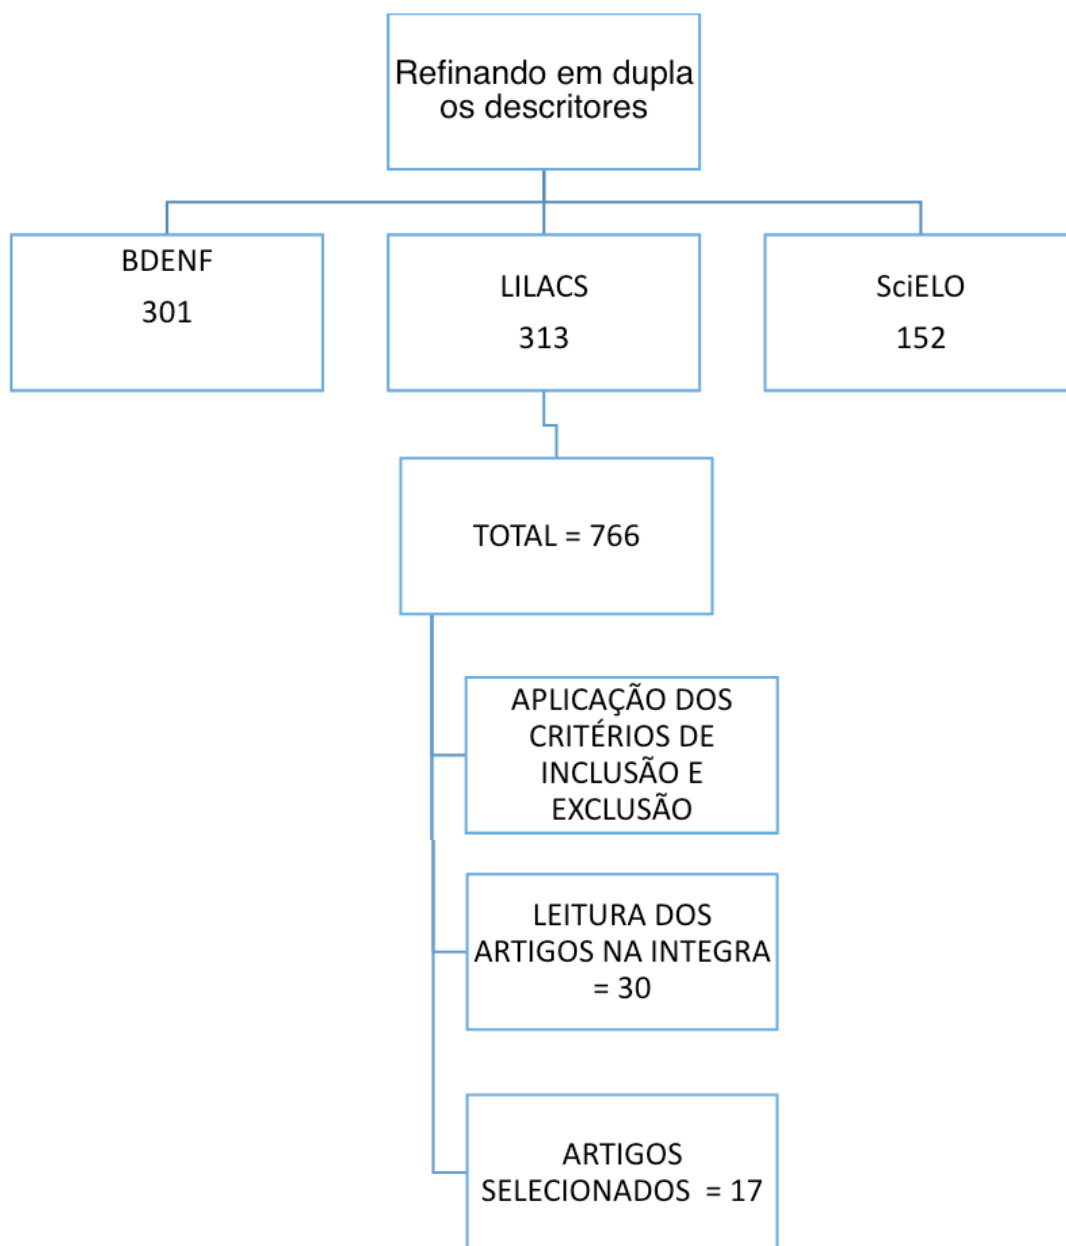 Refinando em dupla
os descritores
BDENF
301
LILACS
313
SciELO
152
TOTAL = 766
APLICAÇÃO DOS
CRITÉRIOS DE
INCLUSÃO E
EXCLUSÃO
LEITURA DOS
ARTIGOS NA INTEGRA
= 30
ARTIGOS
SELECIONADOS = 17